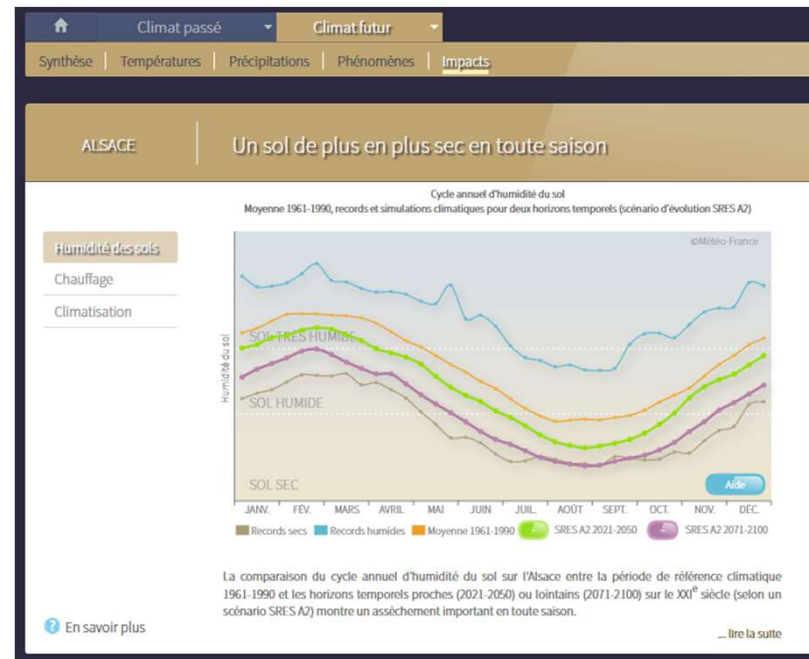 Climat passé Climat futur
Synthèse Températures Précipitations Phénomènes Impacts
ALSACE Un sol de plus en plus sec en toute saison
Cycle annuel d'humidité du sol
Moyenne 1961-1990, records et simulations climatiques pour deux horizons temporels (scénario d'évolution SRES A2)
Humidité des sols
Chauffage
Climatisation
©Météo-France
Humidité du sol
SOL TRÈS HUMIDE
SOL HUMIDE
SOL SEC
Aide
JANV. FÉV. MARS AVRIL MAI JUIN JUIL. AOÛT SEPT. OCT. NOV. DÉC.
Records secs Records humides Moyenne 1961-1990 SRES A2 2021-2050 SRES A2 2071-2100
La comparaison du cycle annuel d'humidité du sol sur l'Alsace entre la période de référence climatique
1961-1990 et les horizons temporels proches (2021-2050) ou lointains (2071-2100) sur le XXIe siècle (selon un
scénario SRES A2) montre un assèchement important en toute saison.
? En savoir plus
... lire la suite